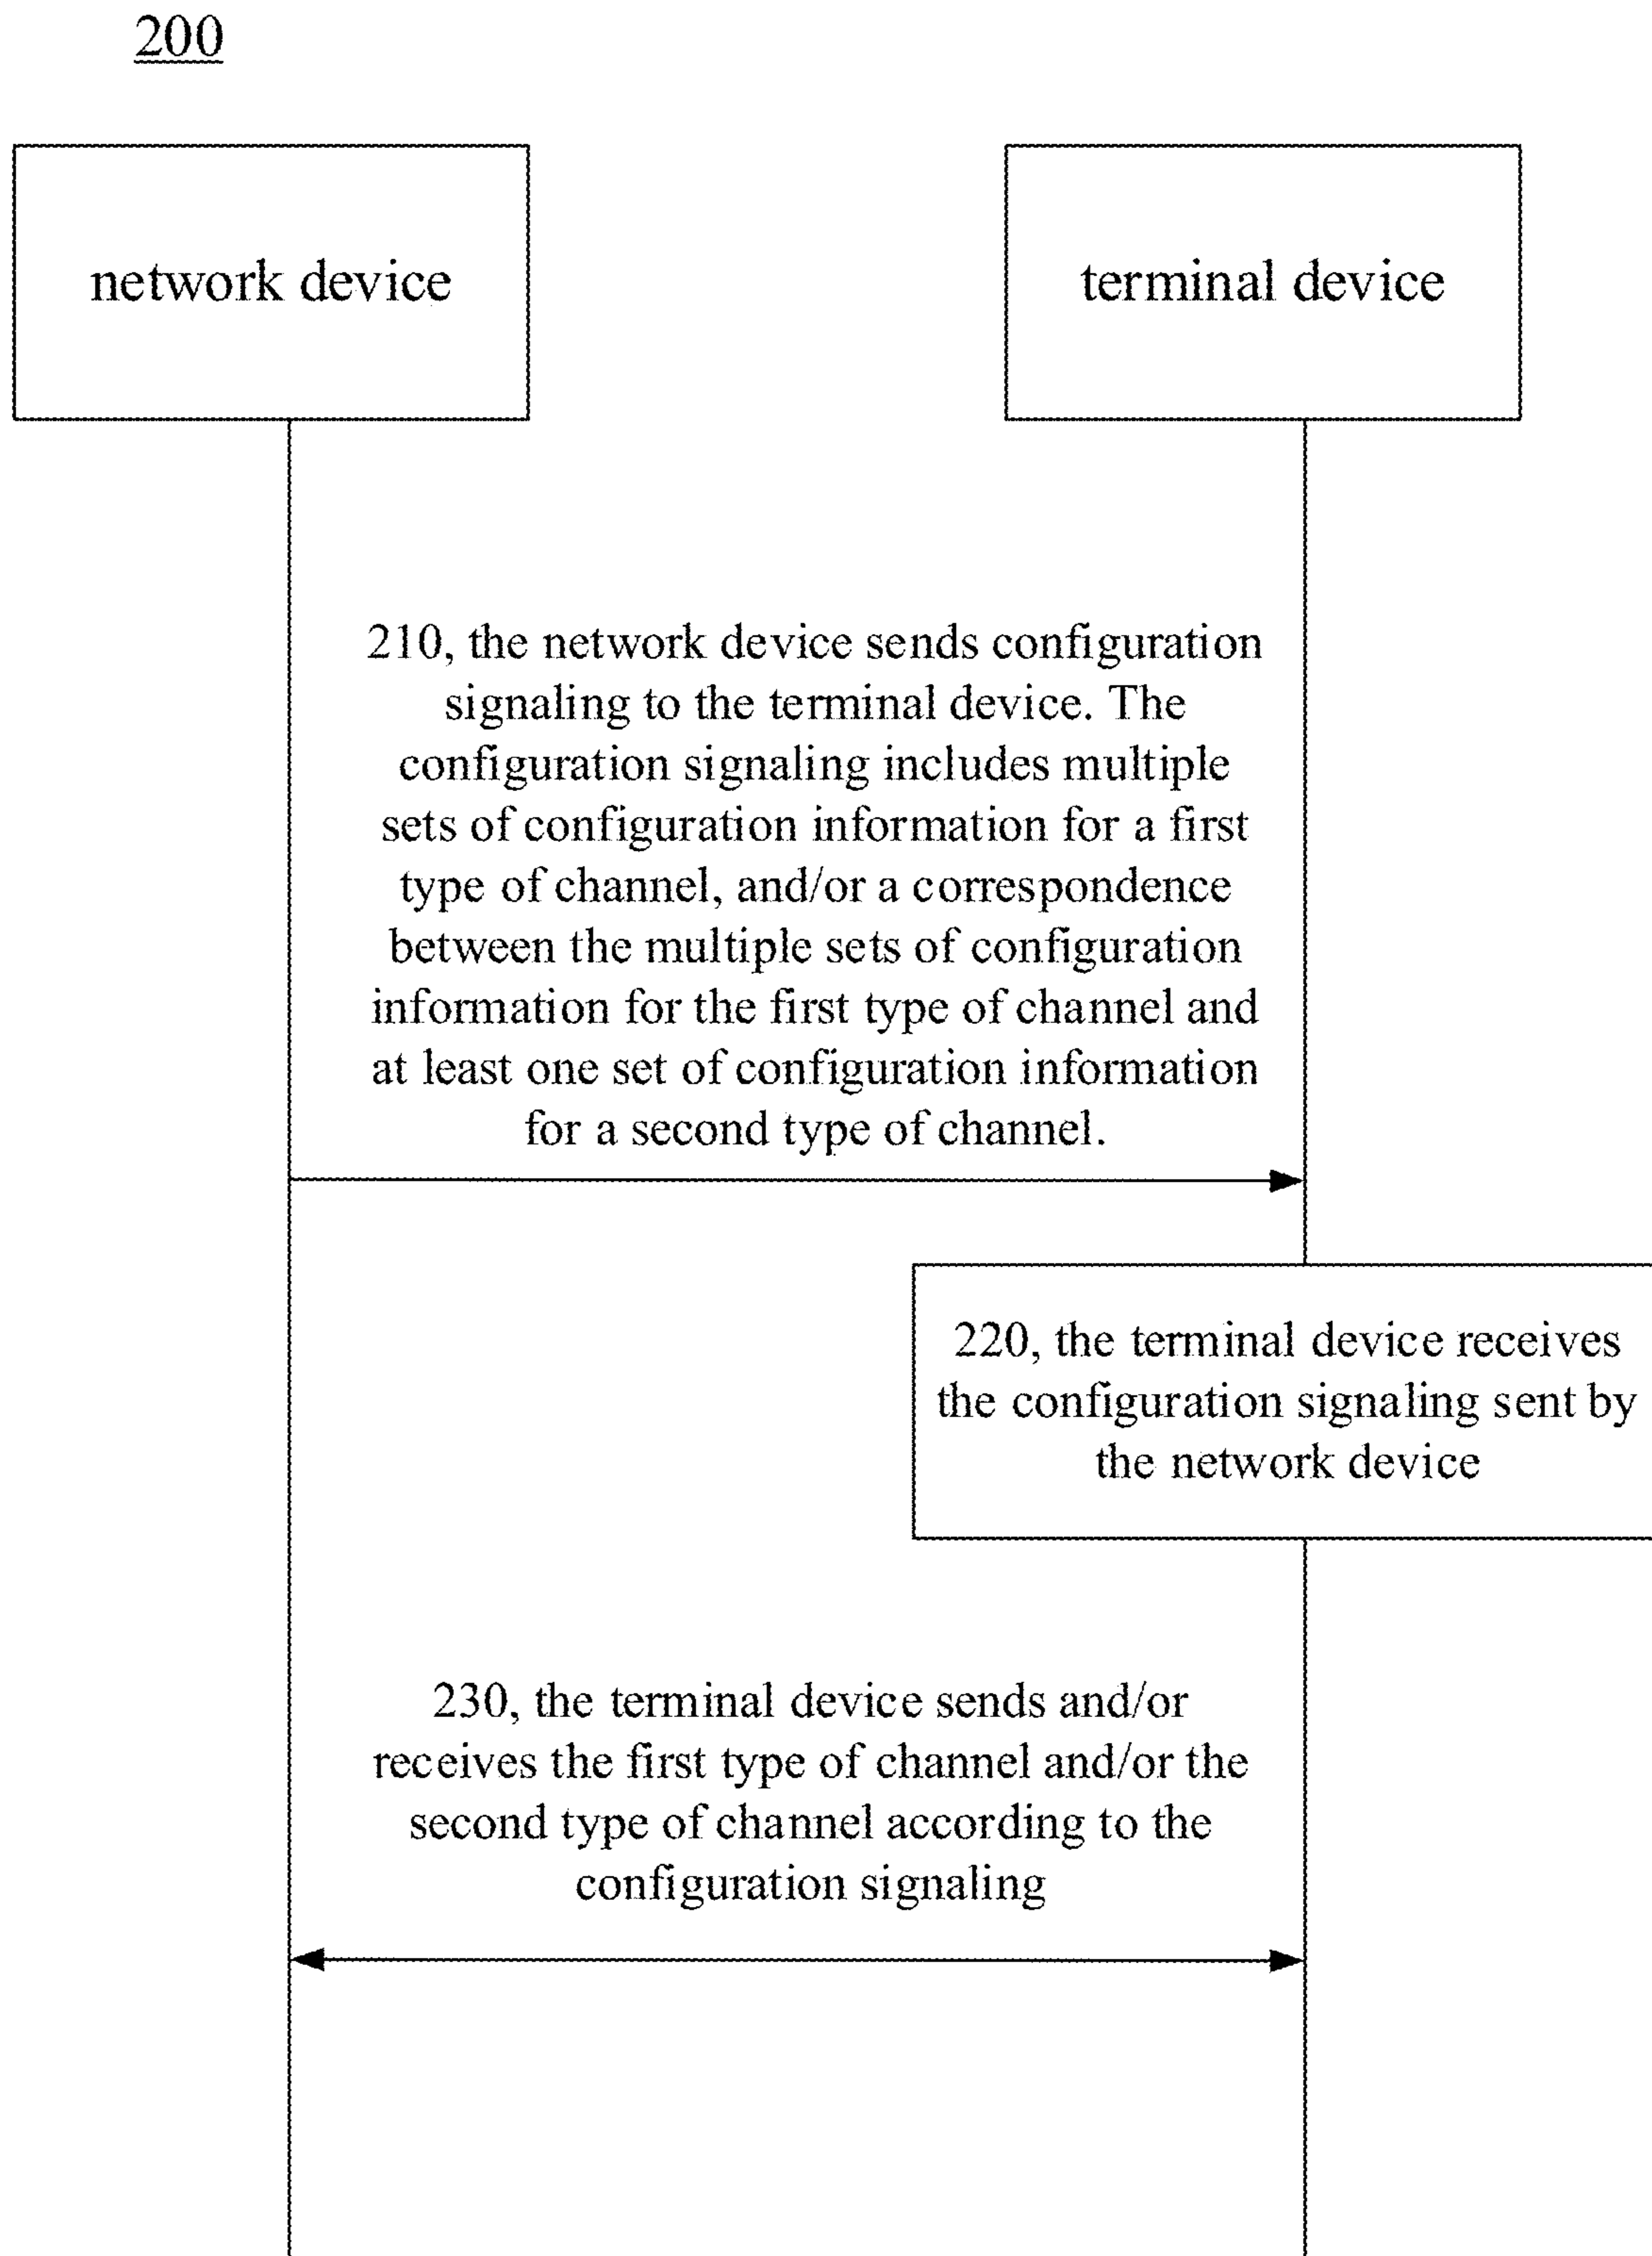 200
network device
terminal device
210, the network device sends configuration
signaling to the terminal device. The
configuration signaling includes multiple
sets of configuration information for a first
type of channel, and/or a correspondence
between the multiple sets of configuration
information for the first type of channel and
at least one set of configuration information
for a second type of channel.
220, the terminal device receives
the configuration signaling sent by
the network device
230, the terminal device sends and/or
receives the first type of channel and/or the
second type of channel according to the
configuration signaling